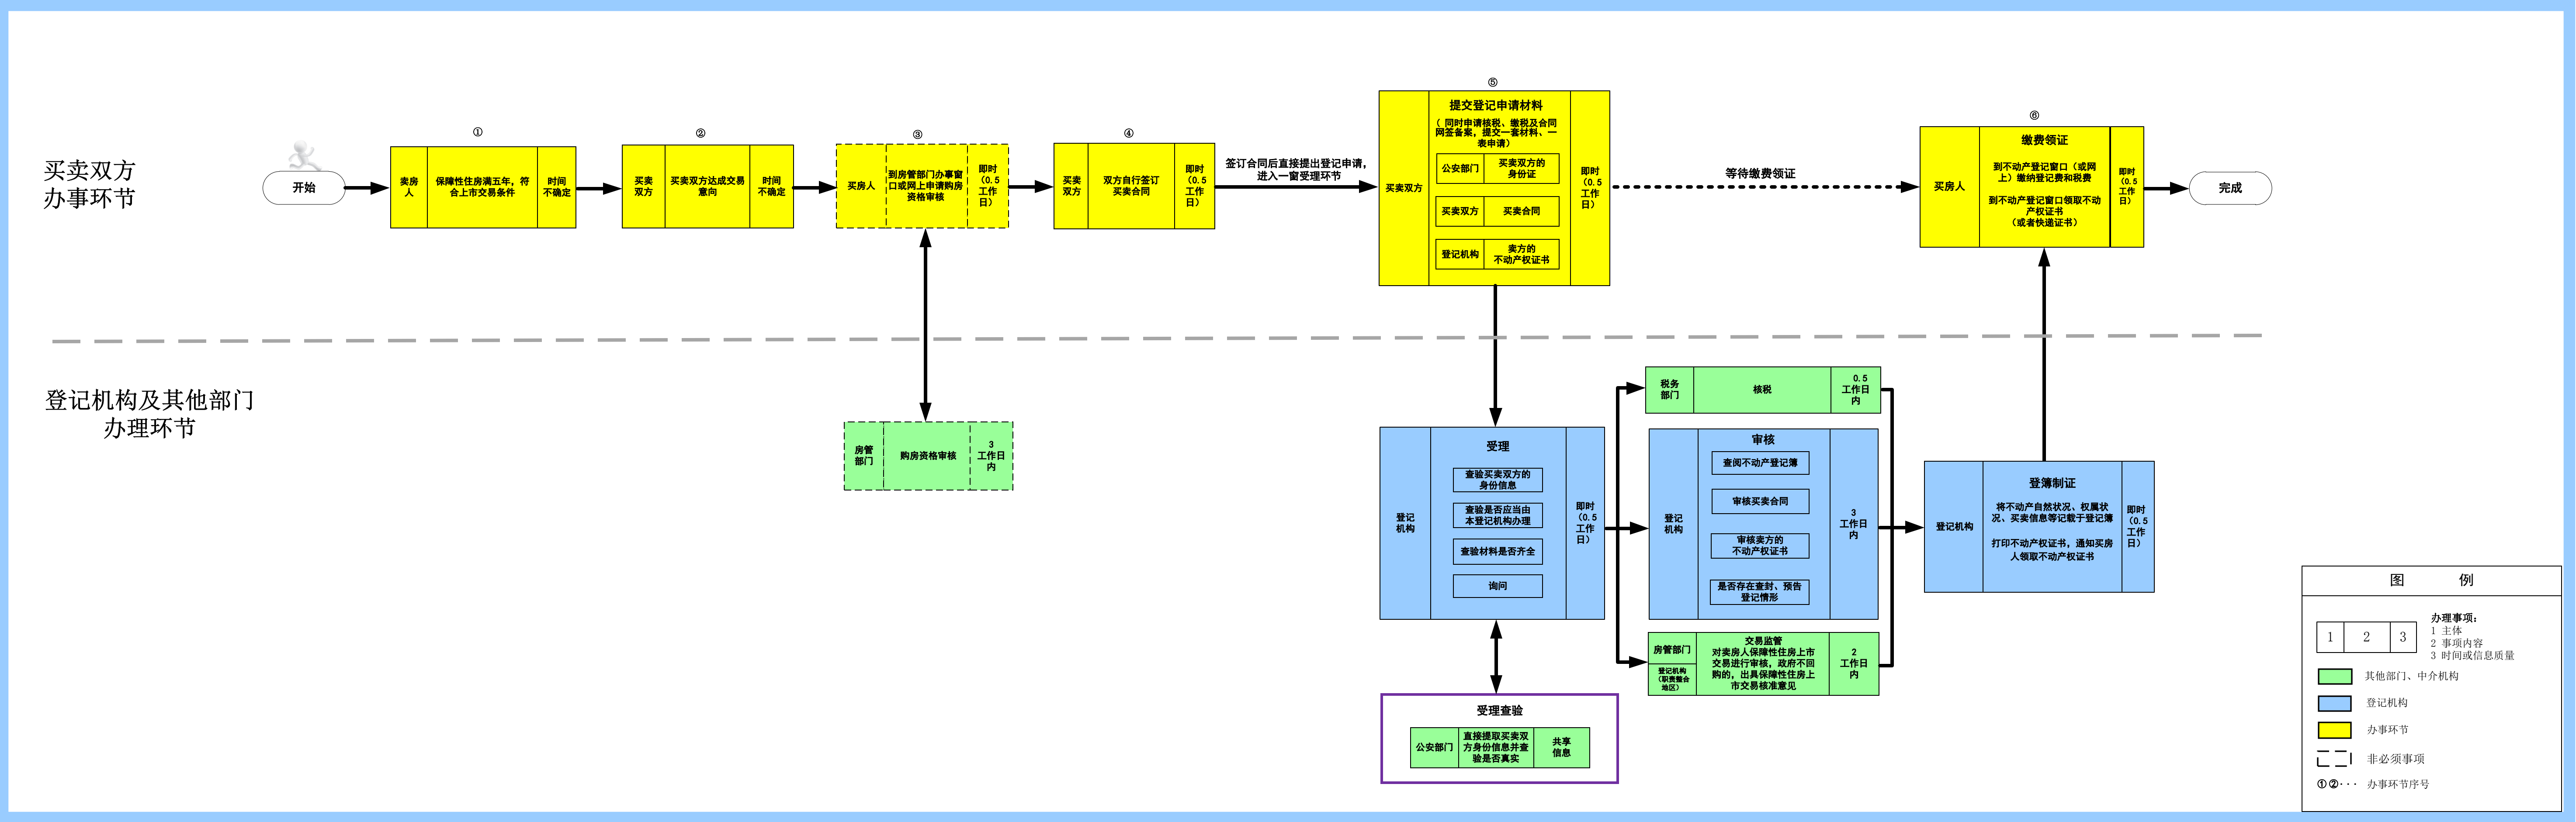 买卖双方
办事环节
开始
①
卖房
人
保障性住房满五年，符
合上市交易条件
时间
不确定
②
买卖
双方
买卖双方达成交易
意向
时间
不确定
③
买房人
到房管部门办事窗
口或网上申请购房
资格审核
即时
（0.5
工作
日）
④
买卖
双方
双方自行签订
买卖合同
即时
（0.5
工作
日）
签订合同后直接提出登记申请，
进入一窗受理环节
⑤
买卖双方
提交登记申请材料
（ 同时申请核税、缴税及合同
网签备案，提交一套材料、一
表申请）
公安部门
买卖双方的
身份证
买卖双方
买卖合同
登记机构
卖方的
不动产权证书
即时
（0.5
工作
日）
等待缴费领证
⑥
买房人
缴费领证
到不动产登记窗口（或网
上）缴纳登记费和税费
到不动产登记窗口领取不动
产权证书
（或者快递证书）
即时
（0.5
工作
日）
完成
登记机构及其他部门
办理环节
房管
部门
购房资格审核
3
工作日
内
登记
机构
受理
查验买卖双方的
身份信息
查验是否应当由
本登记机构办理
查验材料是否齐全
询问
即时
（0.5
工作
日）
受理查验
公安部门
直接提取买卖双
方身份信息并查
验是否真实
共享
信息
税务
部门
核税
0.5
工作日
内
登记
机构
审核
查阅不动产登记簿
审核买卖合同
审核卖方的
不动产权证书
是否存在查封、预告
登记情形
3
工作日
内
房管部门
登记机构
（职责整合
地区）
交易监管
对卖房人保障性住房上市
交易进行审核，政府不回
购的，出具保障性住房上
市交易核准意见
2
工作日
内
登记机构
登簿制证
将不动产自然状况、权属状
况、买卖信息等记载于登记簿
打印不动产权证书，通知买房
人领取不动产权证书
即时
（0.5
工作
日）
图 例
1 2 3
办理事项：
1 主体
2 事项内容
3 时间或信息质量
其他部门、中介机构
登记机构
办事环节
非必须事项
①②··· 办事环节序号